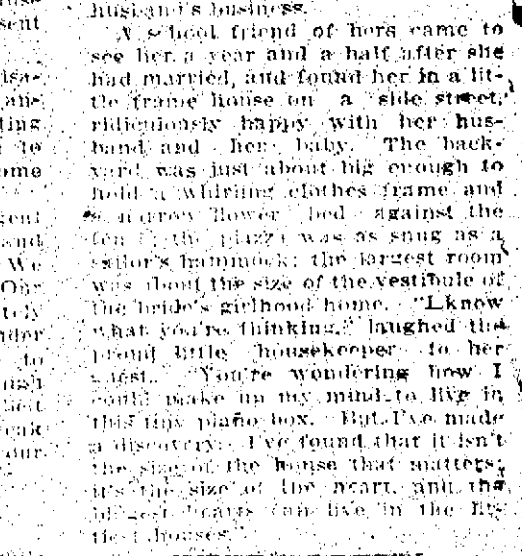 husband's business.
A school friend of hers came to
see her a year and a half after she
had married, and found her in a lit-
tle frame house on a side street,
ridiculously happy with her hus-
band and her baby. The back-
yard was just about big enough to
hold a whirling clothes frame and
a narrow flower bed against the
fence; the piazza was as snug as a
sailor's hammock; the largest room
was about the size of the vestibule of
the bride's girlhood home. "I know
what you're thinking," laughed the
proud little housekeeper to her
guest. "You're wondering how I
could make up my mind to live in
this tiny piano box. But I've made
a discovery. I've found that it isn't
the size of the house that matters;
it's the size of the heart, and the
biggest hearts can live in the lit-
tlest houses."